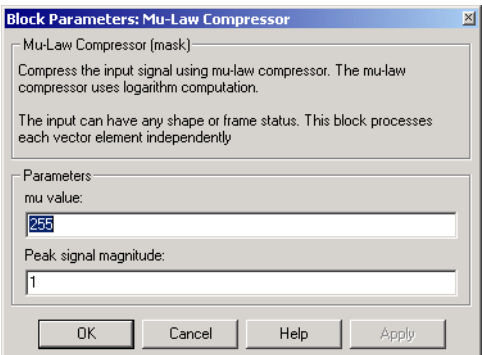 Block Parameters: Mu-Law Compressor
Mu-Law Compressor (mask)
Compress the input signal using mu-law compressor. The mu-law
compressor uses logarithm computation.
The input can have any shape or frame status. This block processes
each vector element independently
Parameters
mu value:
255
Peak signal magnitude:
1
OK Cancel Help Apply